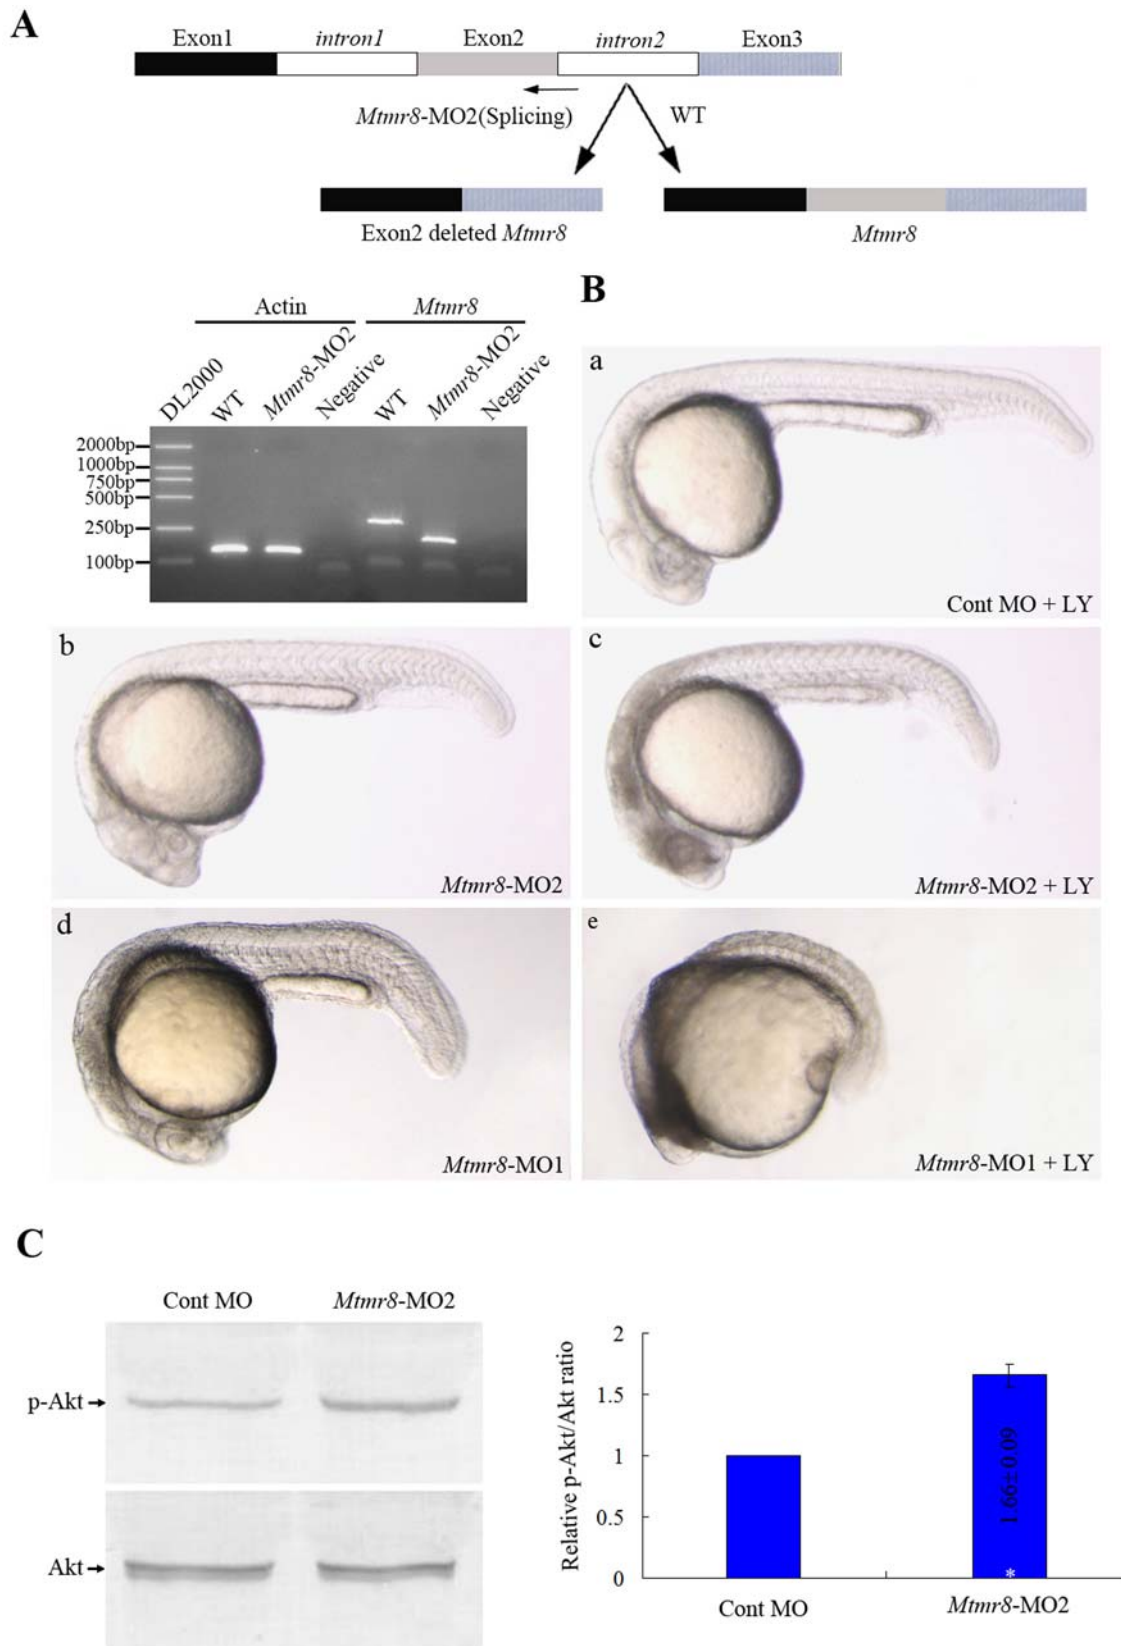 A
Exon1 intron1 Exon2 intron2 Exon3
Mtmr8-MO2(Splicing) WT
Exon2 deleted Mtmr8 Mtmr8
Actin Mtmr8
DL2000 WT Mtmr8-MO2 Negative WT Mtmr8-MO2 Negative
2000bp
1000bp
750bp
500bp
250bp
100bp
B
a
Cont MO + LY
b
Mtmr8-MO2
c
Mtmr8-MO2 + LY
d
Mtmr8-MO1
e
Mtmr8-MO1 + LY
C
Cont MO Mtmr8-MO2
p-Akt
Akt
Relative p-Akt/Akt ratio
2
1.5
1
0.5
0
1.66±0.09
*
Cont MO Mtmr8-MO2